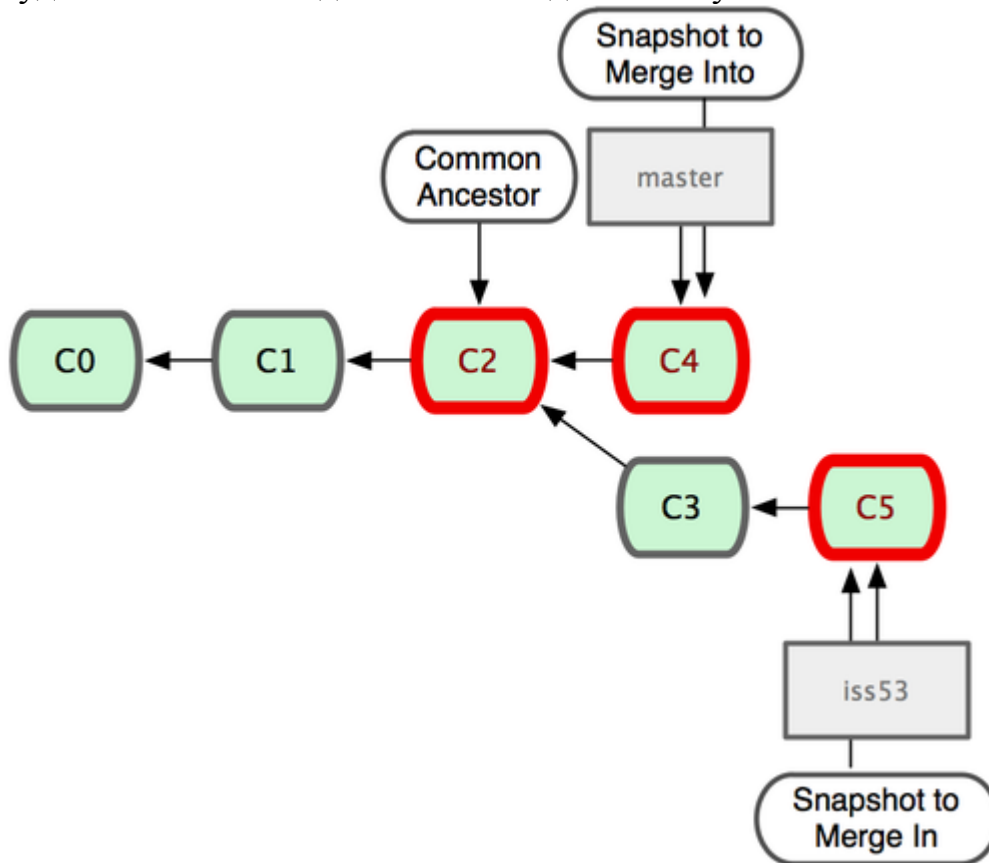 Snapshot to
Merge Into
Common
Ancestor
master
C0
C1
C2
C4
C3
C5
iss53
Snapshot to
Merge In